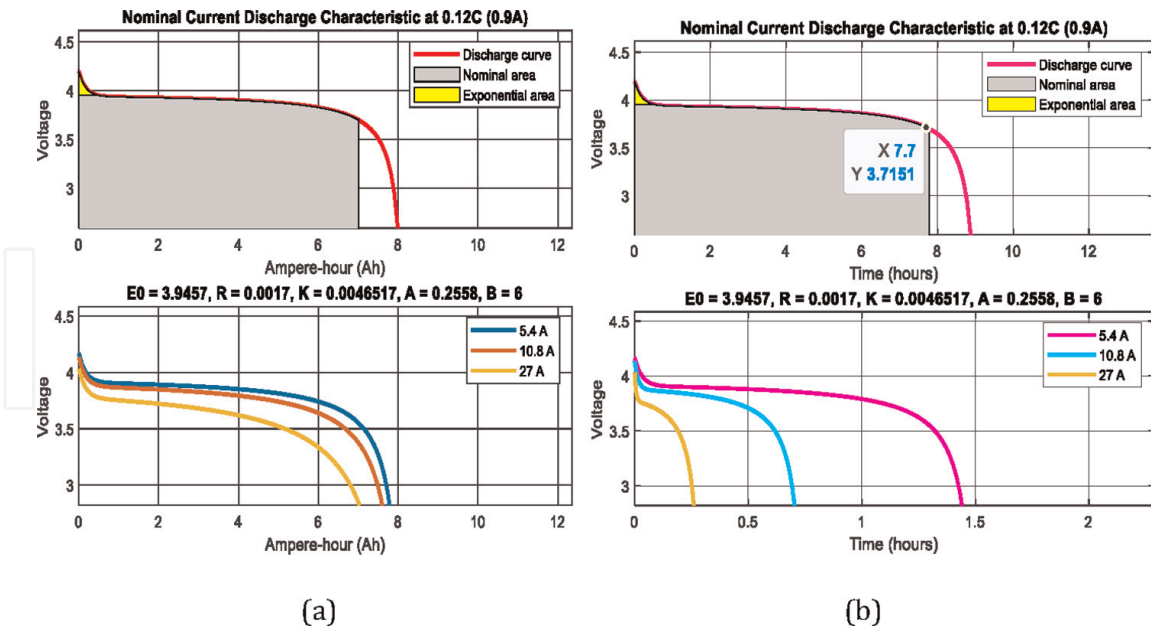 Nominal Current Discharge Characteristic at 0.12C (0.9A)
4.5
4
3.5
3
Voltage
Discharge curve
Nominal area
Exponential area
0 2 4 6 8 10 12
Ampere-hour (Ah)
E0 = 3.9457, R = 0.0017, K = 0.0046517, A = 0.2558, B = 6
4.5
4
3.5
3
Voltage
5.4 A
10.8 A
27 A
0 2 4 6 8 10 12
Ampere-hour (Ah)
(a)
Nominal Current Discharge Characteristic at 0.12C (0.9A)
4.5
4
3.5
3
Voltage
Discharge curve
Nominal area
Exponential area
X 7.7
Y 3.7151
0 2 4 6 8 10 12
Time (hours)
E0 = 3.9457, R = 0.0017, K = 0.0046517, A = 0.2558, B = 6
4.5
4
3.5
3
Voltage
5.4 A
10.8 A
27 A
0 0.5 1 1.5 2
Time (hours)
(b)